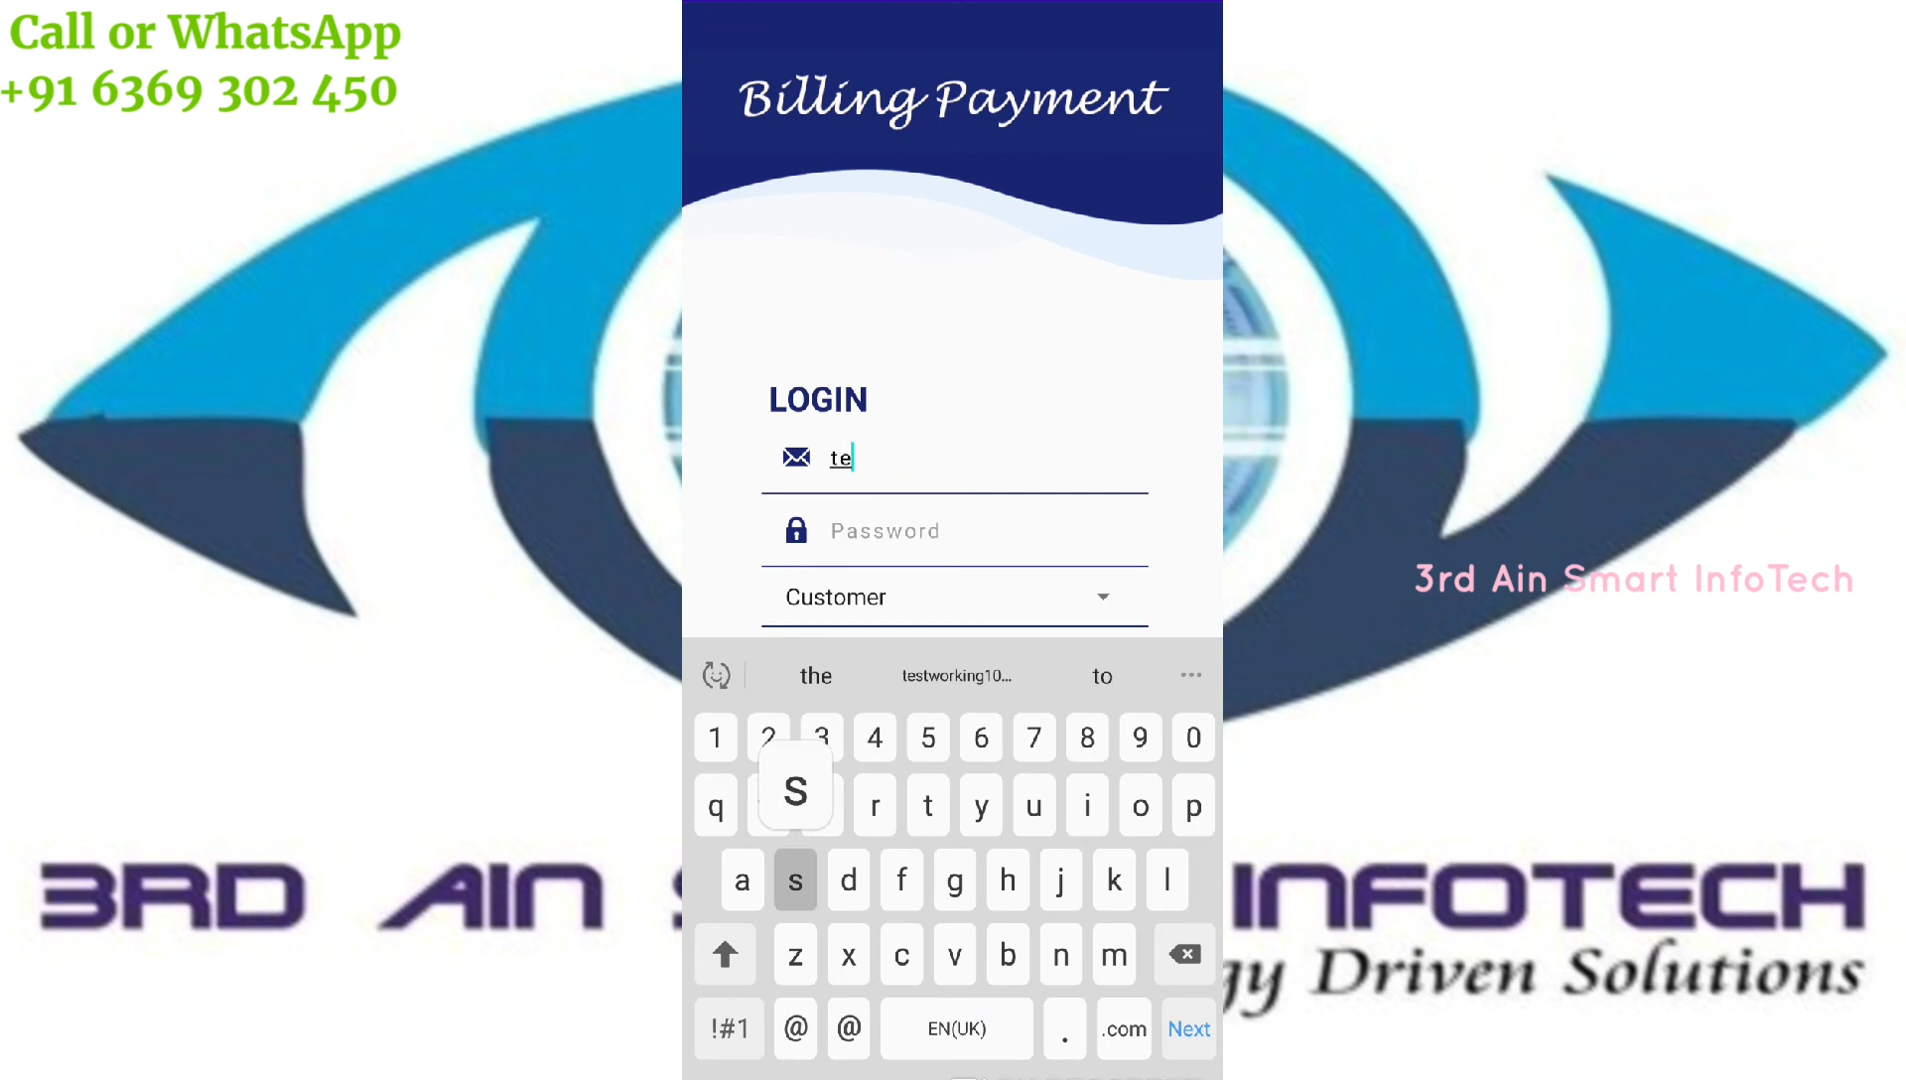 Call or WhatsApp
+91 6369 302 450
Billing Payment
LOGIN
te
Password
Customer
3rd Ain Smart InfoTech
the testworking10... to ...
1 2 3 4 5 6 7 8 9 0
s
q r t y u i o p
a s d f g h j k l
z x c v b n m
!#1 @ @ EN(UK) . .com Next
3RD AIN INFOTECH
Driven Solutions